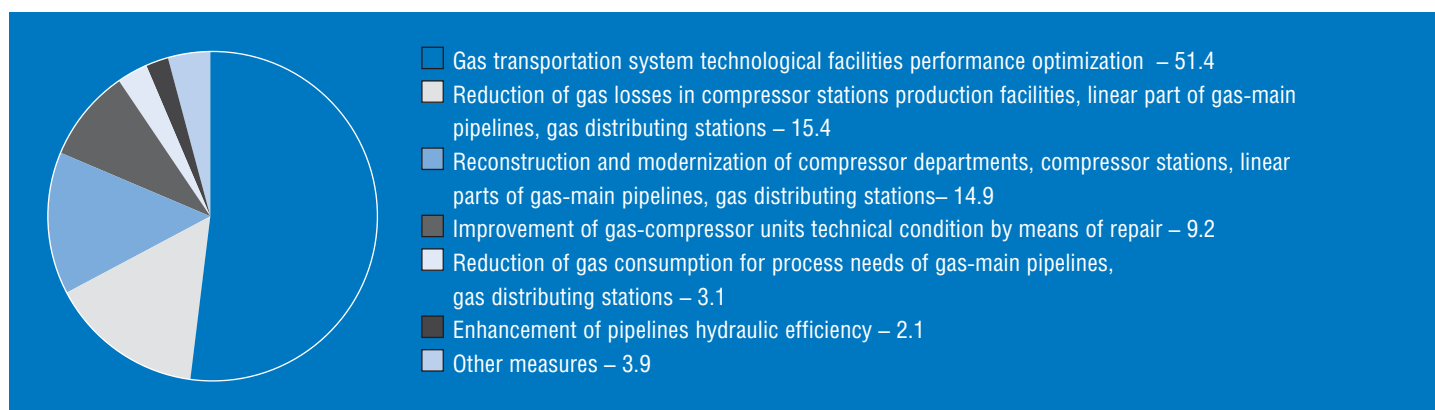 Gas transportation system technological facilities performance optimization – 51.4
Reduction of gas losses in compressor stations production facilities, linear part of gas-main
pipelines, gas distributing stations – 15.4
Reconstruction and modernization of compressor departments, compressor stations, linear
parts of gas-main pipelines, gas distributing stations– 14.9
Improvement of gas-compressor units technical condition by means of repair – 9.2
Reduction of gas consumption for process needs of gas-main pipelines,
gas distributing stations – 3.1
Enhancement of pipelines hydraulic efficiency – 2.1
Other measures – 3.9